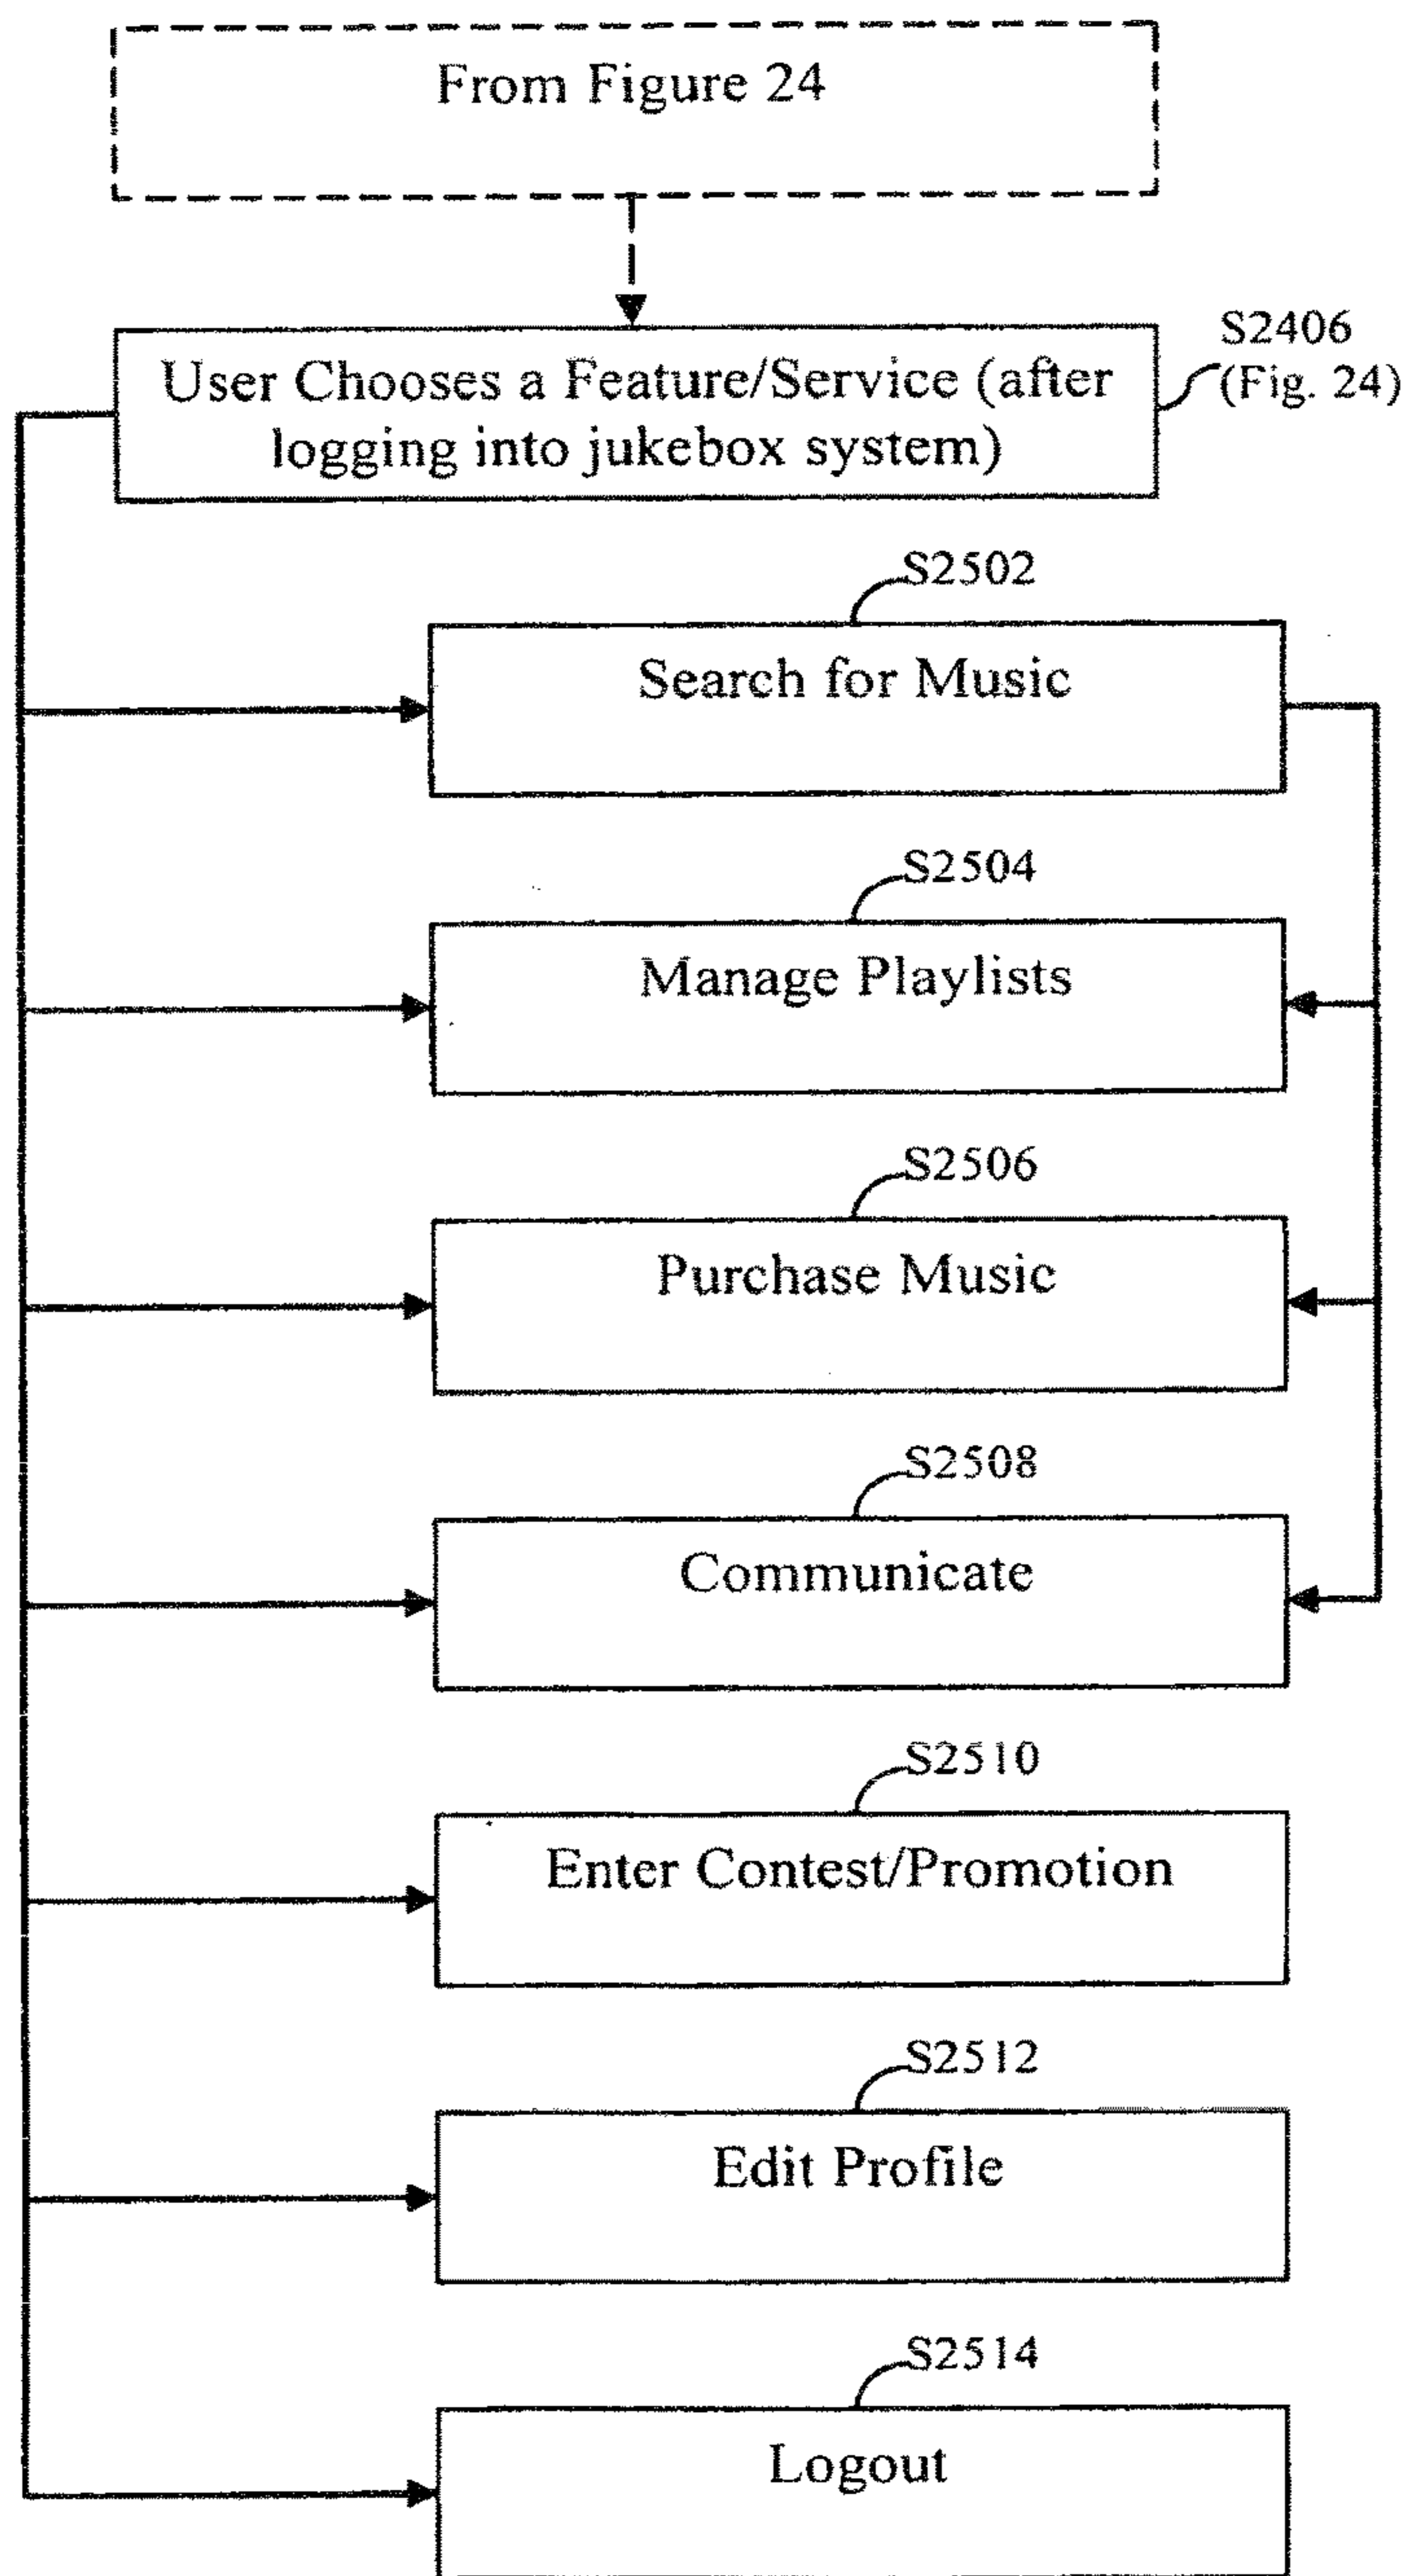 From Figure 24
User Chooses a Feature/Service (after
logging into jukebox system)
S2406
(Fig. 24)
S2502
Search for Music
S2504
Manage Playlists
S2506
Purchase Music
S2508
Communicate
S2510
Enter Contest/Promotion
S2512
Edit Profile
S2514
Logout